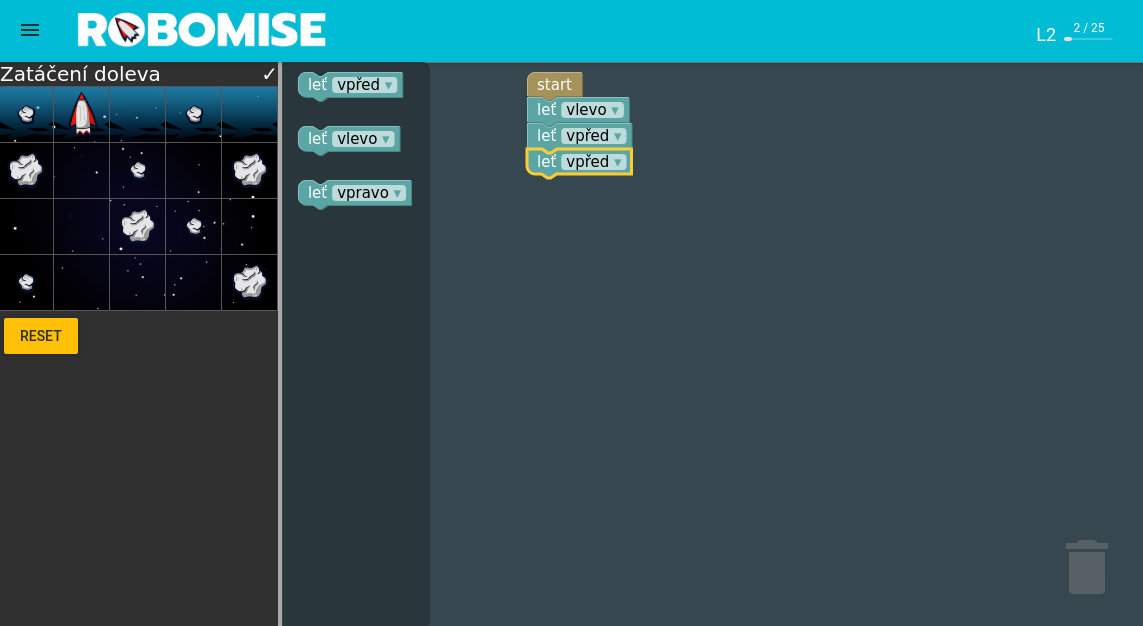 ROBOMISE
L2 2 / 25
Zatáčení doleva ✓
RESET
leť vpřed ▾
leť vlevo ▾
leť vpravo ▾
start
leť vlevo ▾
leť vpřed ▾
leť vpřed ▾